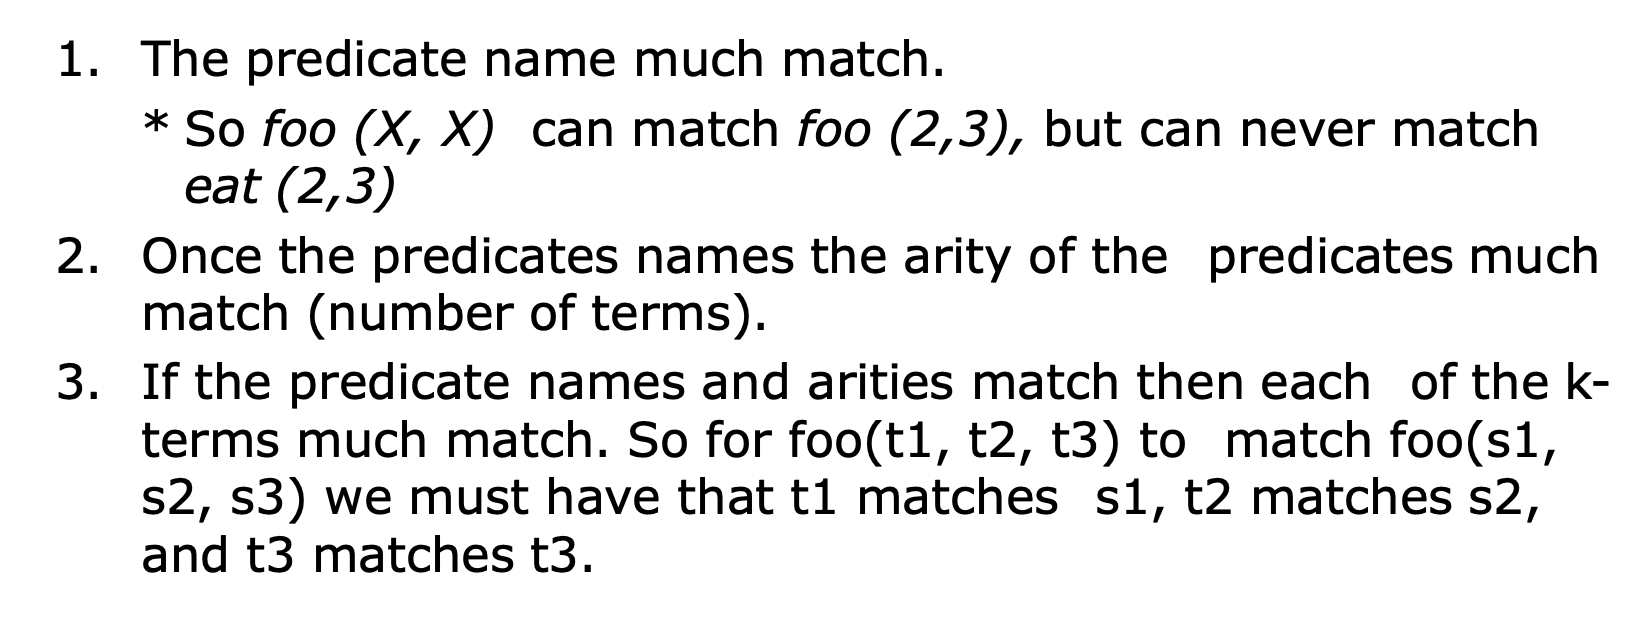 1. The predicate name much match.
* So foo (X, X) can match foo (2,3), but can never match
eat (2,3)
2. Once the predicates names the arity of the predicates much
match (number of terms).
3. If the predicate names and arities match then each of the k-
terms much match. So for foo(t1, t2, t3) to match foo(s1,
s2, s3) we must have that t1 matches s1, t2 matches s2,
and t3 matches t3.